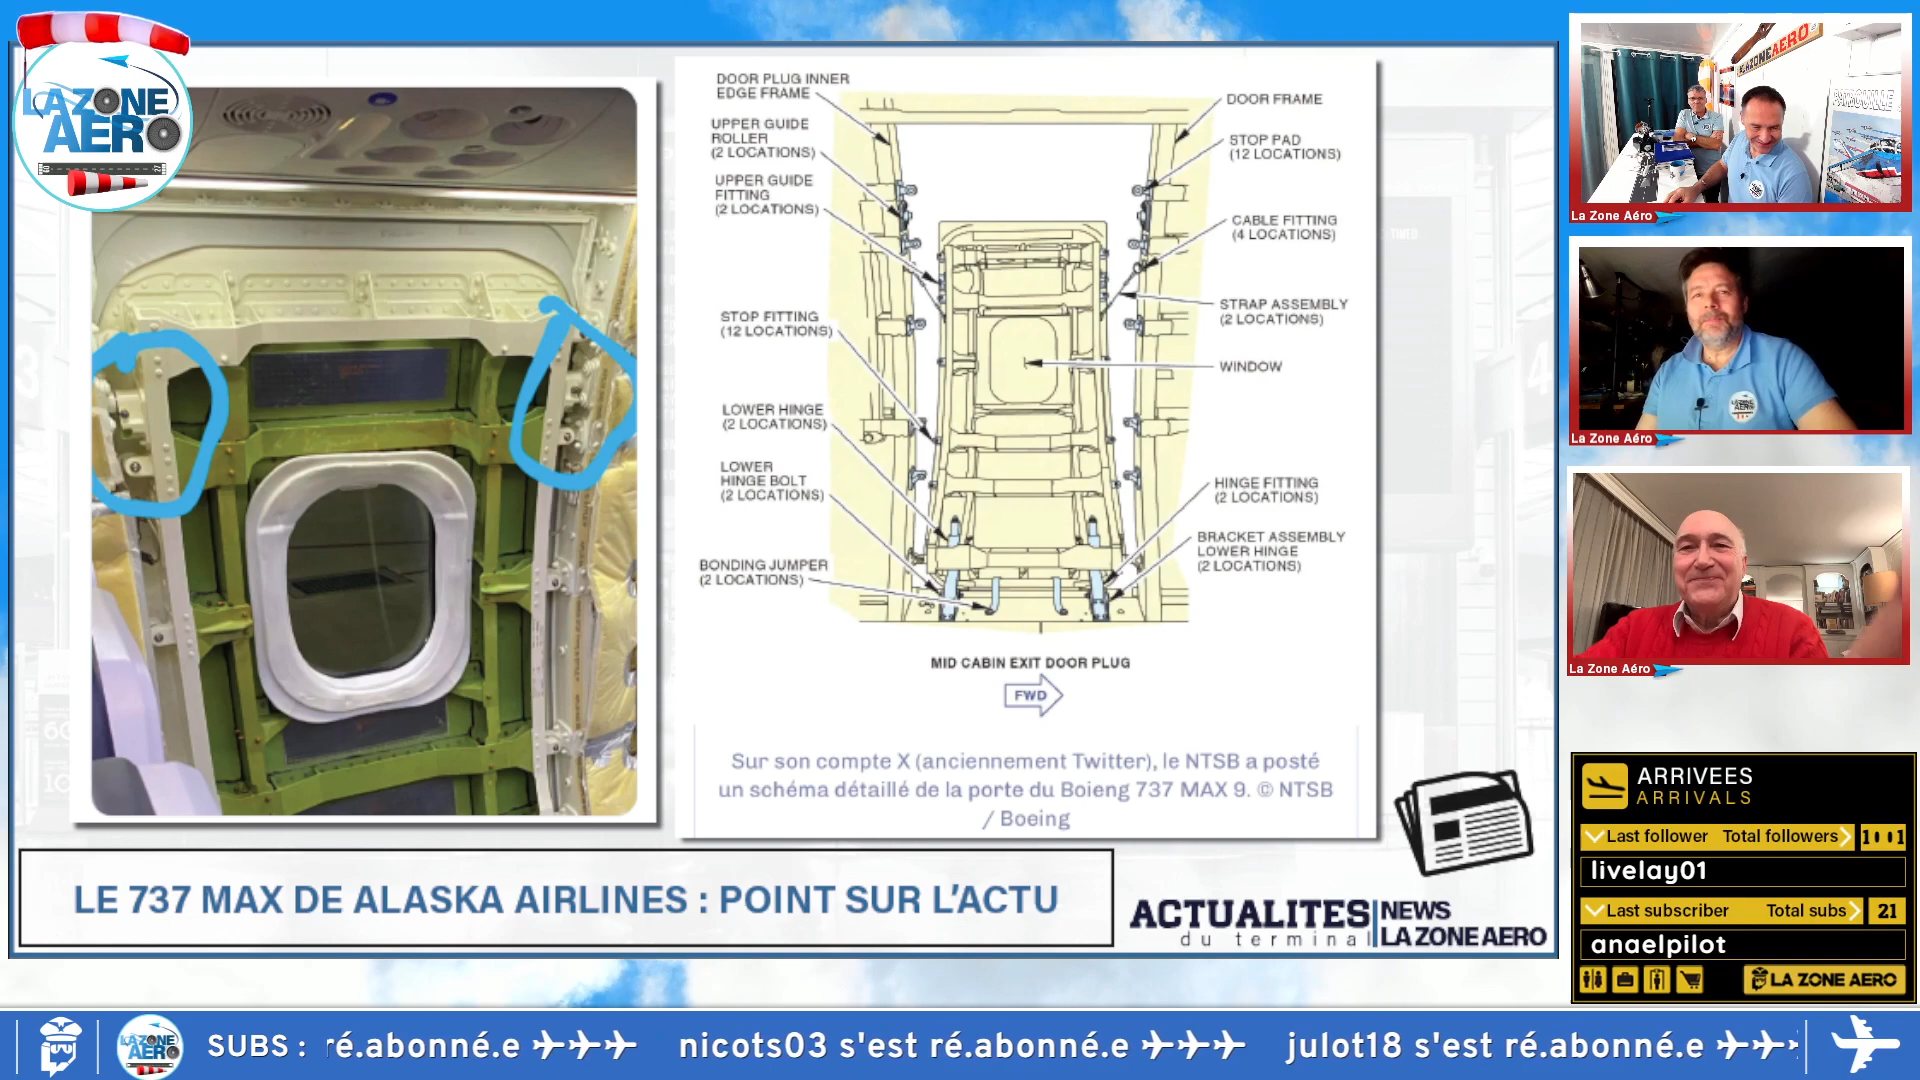 LA ZONE
AERO
DOOR PLUG INNER
EDGE FRAME
UPPER GUIDE
ROLLER
(2 LOCATIONS)
UPPER GUIDE
FITTING
(2 LOCATIONS)
STOP FITTING
(12 LOCATIONS)
LOWER HINGE
(2 LOCATIONS)
LOWER
HINGE BOLT
(2 LOCATIONS)
BONDING JUMPER
(2 LOCATIONS)
DOOR FRAME
STOP PAD
(12 LOCATIONS)
CABLE FITTING
(4 LOCATIONS)
STRAP ASSEMBLY
(2 LOCATIONS)
WINDOW
HINGE FITTING
(2 LOCATIONS)
BRACKET ASSEMBLY
LOWER HINGE
(2 LOCATIONS)
MID CABIN EXIT DOOR PLUG
FWD
Sur son compte X (anciennement Twitter), le NTSB a posté
un schéma détaillé de la porte du Boieng 737 MAX 9. © NTSB
/ Boeing
LE 737 MAX DE ALASKA AIRLINES : POINT SUR L'ACTU
ACTUALITES
du terminal
NEWS
LA ZONE AERO
LAZONEAERO
PATROUILLE
La Zone Aéro
La Zone Aéro
La Zone Aéro
ARRIVEES
ARRIVALS
Last follower Total followers
livelay01
Last subscriber Total subs 21
anaelpilot
LA ZONE AERO
LA ZONE
AERO
SUBS : ré.abonné.e nicots03 s'est ré.abonné.e julot18 s'est ré.abonné.e